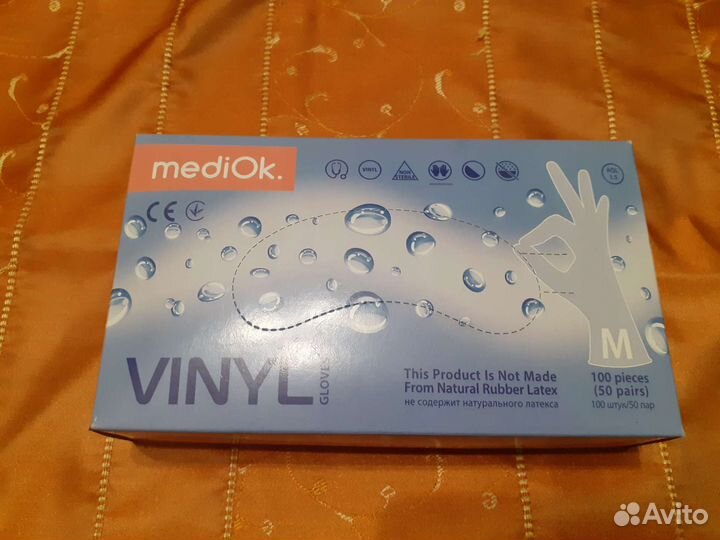 mediOk.
VINYL
NON
STERILE
AQL
1.5
CE
M
VINYL
GLOVES
This Product Is Not Made
From Natural Rubber Latex
не содержит натурального латекса
100 pieces
(50 pairs)
100 штук/50 пар
Avito